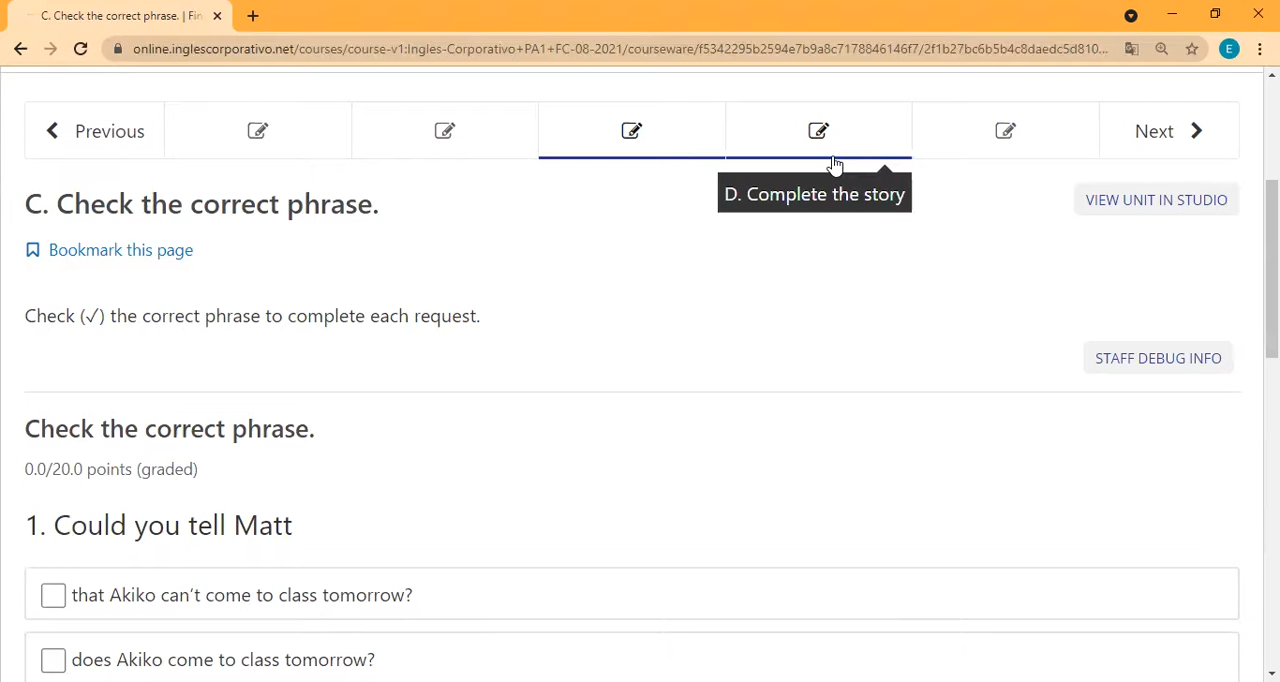 C. Check the correct phrase. | Fin
online.inglescorporativo.net/courses/course-v1:Ingles-Corporativo+PA1+FC-08-2021/courseware/f5342295b2594e7b9a8c7178846146f7/2f1b27bc6b5b4c8daedc5d810...
E
Previous
Next
D. Complete the story
C. Check the correct phrase.
VIEW UNIT IN STUDIO
Bookmark this page
Check (✓) the correct phrase to complete each request.
STAFF DEBUG INFO
Check the correct phrase.
0.0/20.0 points (graded)
1. Could you tell Matt
that Akiko can't come to class tomorrow?
does Akiko come to class tomorrow?